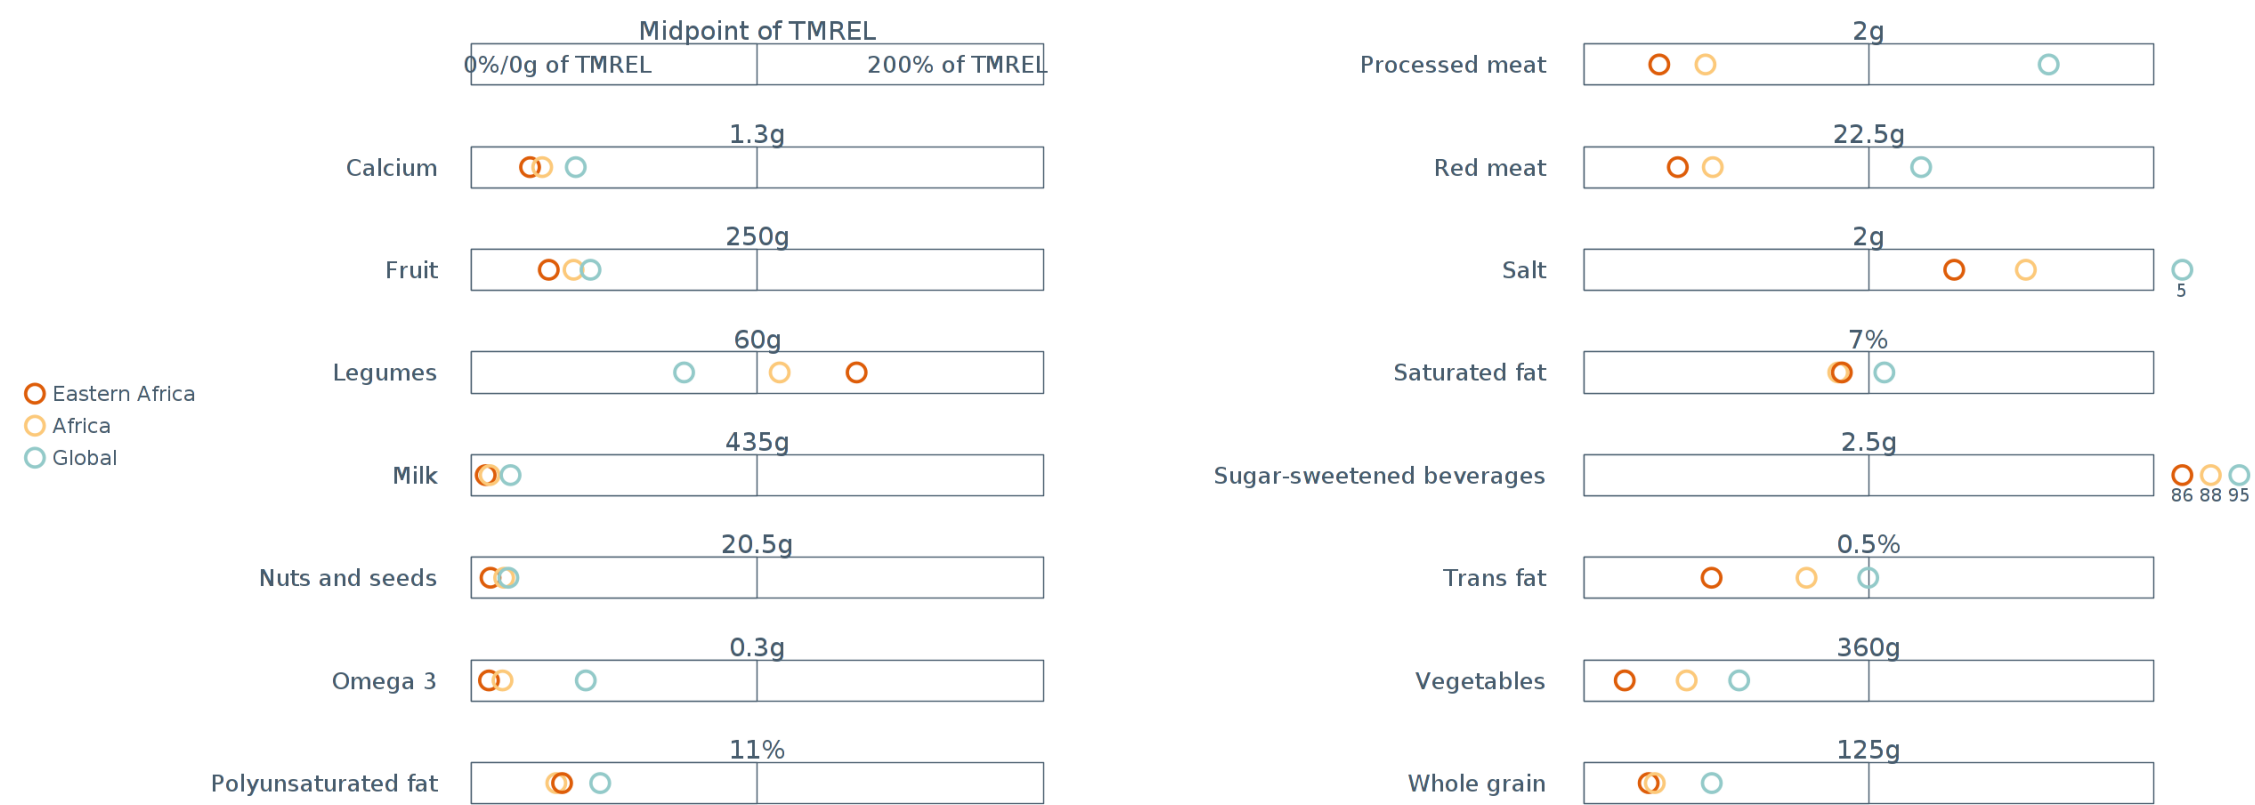 Midpoint of TMREL
0%/0g of TMREL
200% of TMREL
1.3g
Calcium
250g
Fruit
60g
Legumes
435g
Milk
20.5g
Nuts and seeds
0.3g
Omega 3
11%
Polyunsaturated fat
Eastern Africa
Africa
Global
2g
Processed meat
22.5g
Red meat
2g
Salt
5
7%
Saturated fat
2.5g
Sugar-sweetened beverages
86 88 95
0.5%
Trans fat
360g
Vegetables
125g
Whole grain